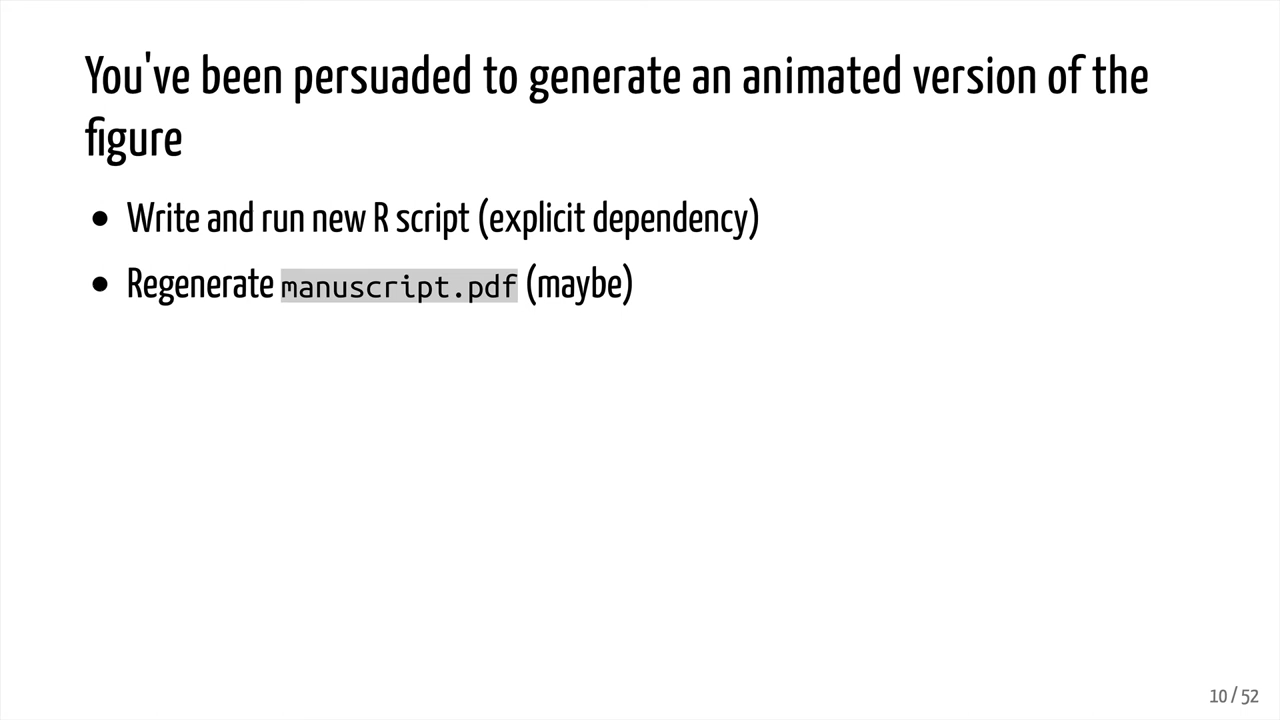 You've been persuaded to generate an animated version of the
figure
• Write and run new R script (explicit dependency)
• Regenerate manuscript.pdf (maybe)
10 / 52